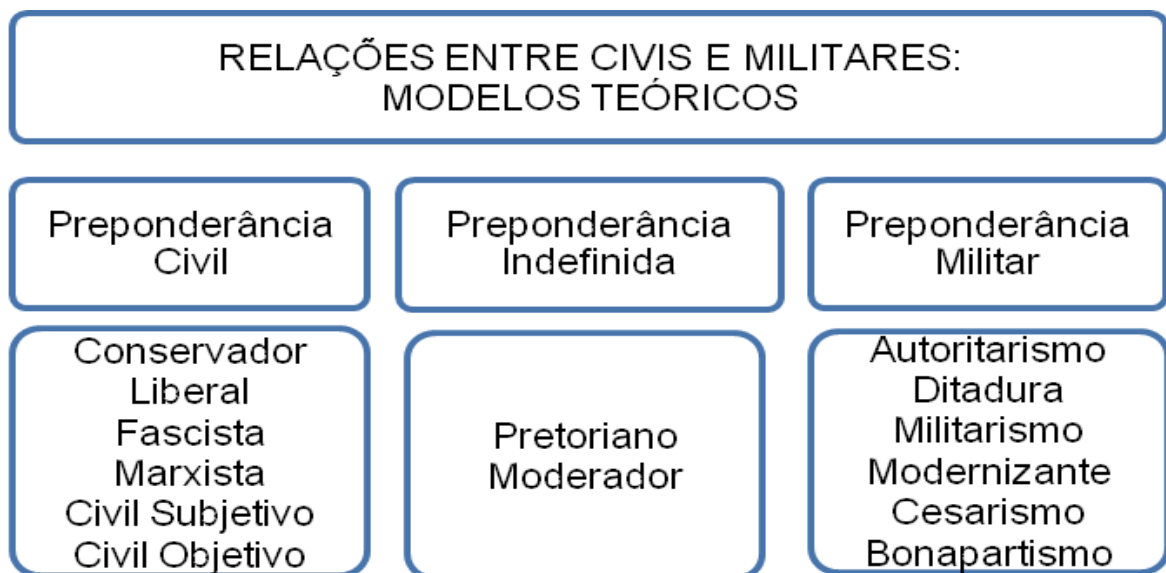 RELAÇÕES ENTRE CIVIS E MILITARES:
MODELOS TEÓRICOS
Preponderância
Civil
Preponderância
Indefinida
Preponderância
Militar
Conservador
Liberal
Fascista
Marxista
Civil Subjetivo
Civil Objetivo
Pretoriano
Moderador
Autoritarismo
Ditadura
Militarismo
Modernizante
Cesarismo
Bonapartismo